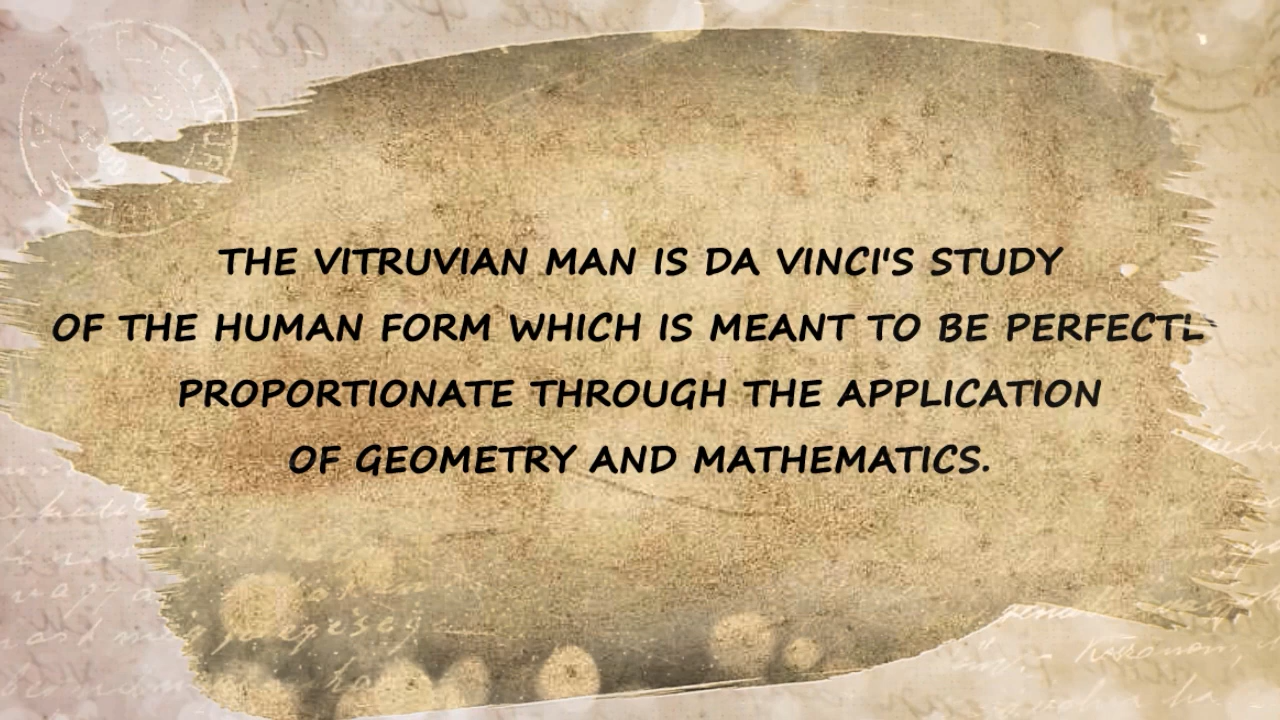 THE VITRUVIAN MAN IS DA VINCI'S STUDY
OF THE HUMAN FORM WHICH IS MEANT TO BE PERFECTL
PROPORTIONATE THROUGH THE APPLICATION
OF GEOMETRY AND MATHEMATICS.